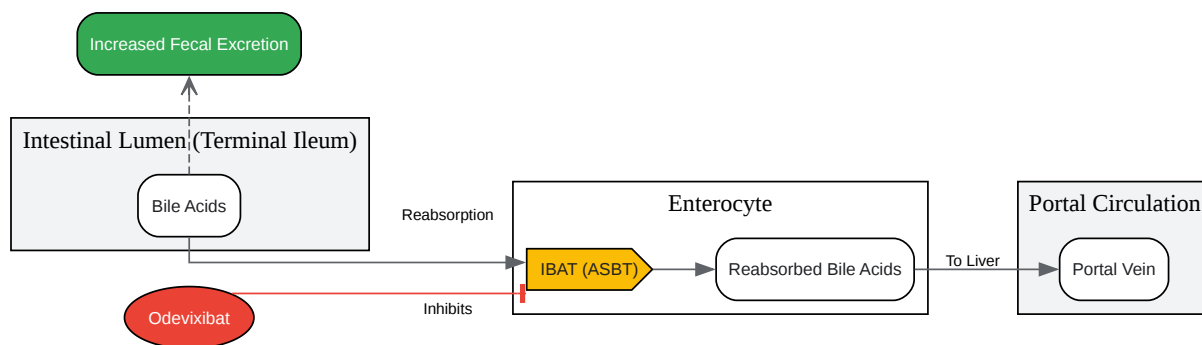 Increased Fecal Excretion
Intestinal Lumen (Terminal Ileum)
Bile Acids
Reabsorption
Enterocyte
IBAT (ASBT)
Reabsorbed Bile Acids
To Liver
Portal Circulation
Portal Vein
Odevixibat
Inhibits